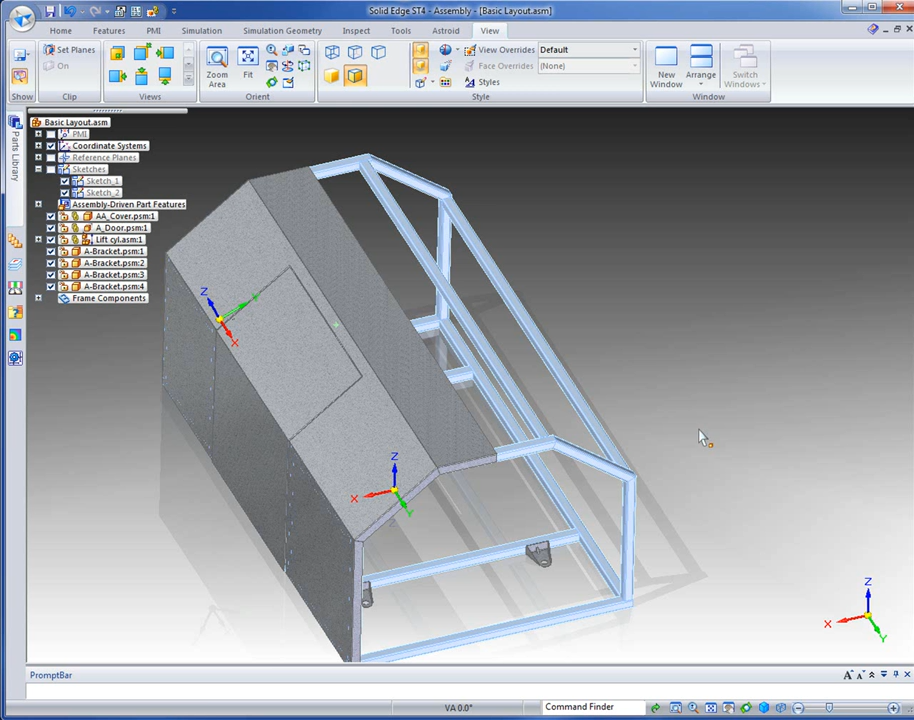 Solid Edge ST4 - Assembly - [Basic Layout.asm]
Home Features PMI Simulation Simulation Geometry Inspect Tools Astroid View
Set Planes
On
Show
Clip
Views
Zoom
Area
Fit
Orient
View Overrides Default
Face Overrides (None)
Styles
Style
New
Window
Arrange
Switch
Windows
Window
Parts Library
Basic Layout.asm
PMI
Coordinate Systems
Reference Planes
Sketches
Sketch_1
Sketch_2
Assembly-Driven Part Features
AA_Cover.psm:1
A_Door.psm:1
Lift cyl.asm:1
A-Bracket.psm:1
A-Bracket.psm:2
A-Bracket.psm:3
A-Bracket.psm:4
Frame Components
Z
Y
X
Z
X
Y
Z
Z
X
Y
PromptBar
VA 0.0°
Command Finder